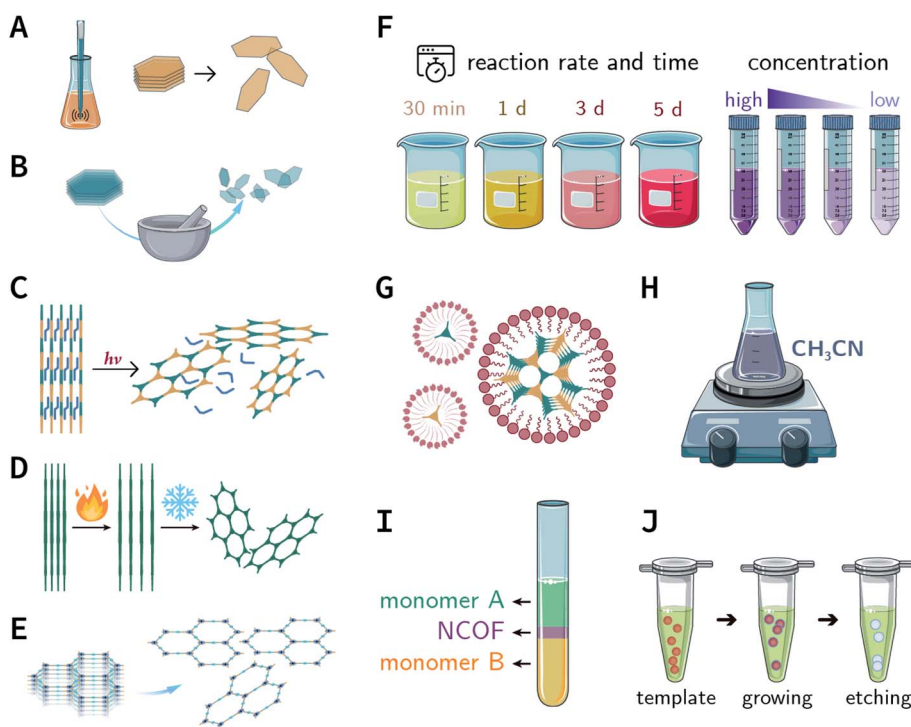 A
B
C
hν
D
E
F
reaction rate and time
30 min 1 d 3 d 5 d
concentration
high low
G
H
CH₃CN
I
monomer A
NCOF
monomer B
J
template growing etching